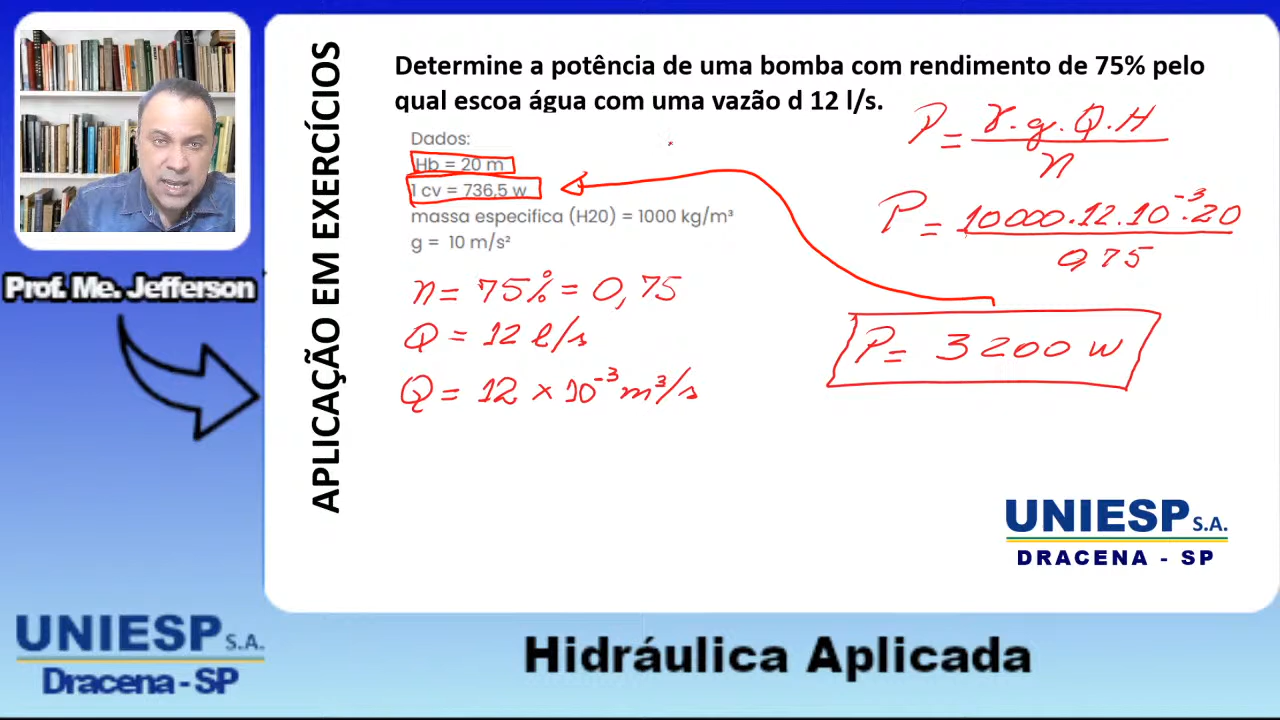 Determine a potência de uma bomba com rendimento de 75% pelo
qual escoa água com uma vazão d 12 l/s.
Dados:
Hb = 20 m
1 cv = 736,5 w
massa especifica (H20) = 1000 kg/m³
g = 10 m/s²
n = 75% = 0,75
Q = 12 l/s
Q = 12 × 10⁻³ m³/s
P = γ.g.Q.H
n
P = 10000.12.10⁻³.20
0,75
P = 3200 w
APLICAÇÃO EM EXERCÍCIOS
Prof. Me. Jefferson
UNIESP S.A.
DRACENA - SP
UNIESP S.A.
Dracena - SP
Hidráulica Aplicada